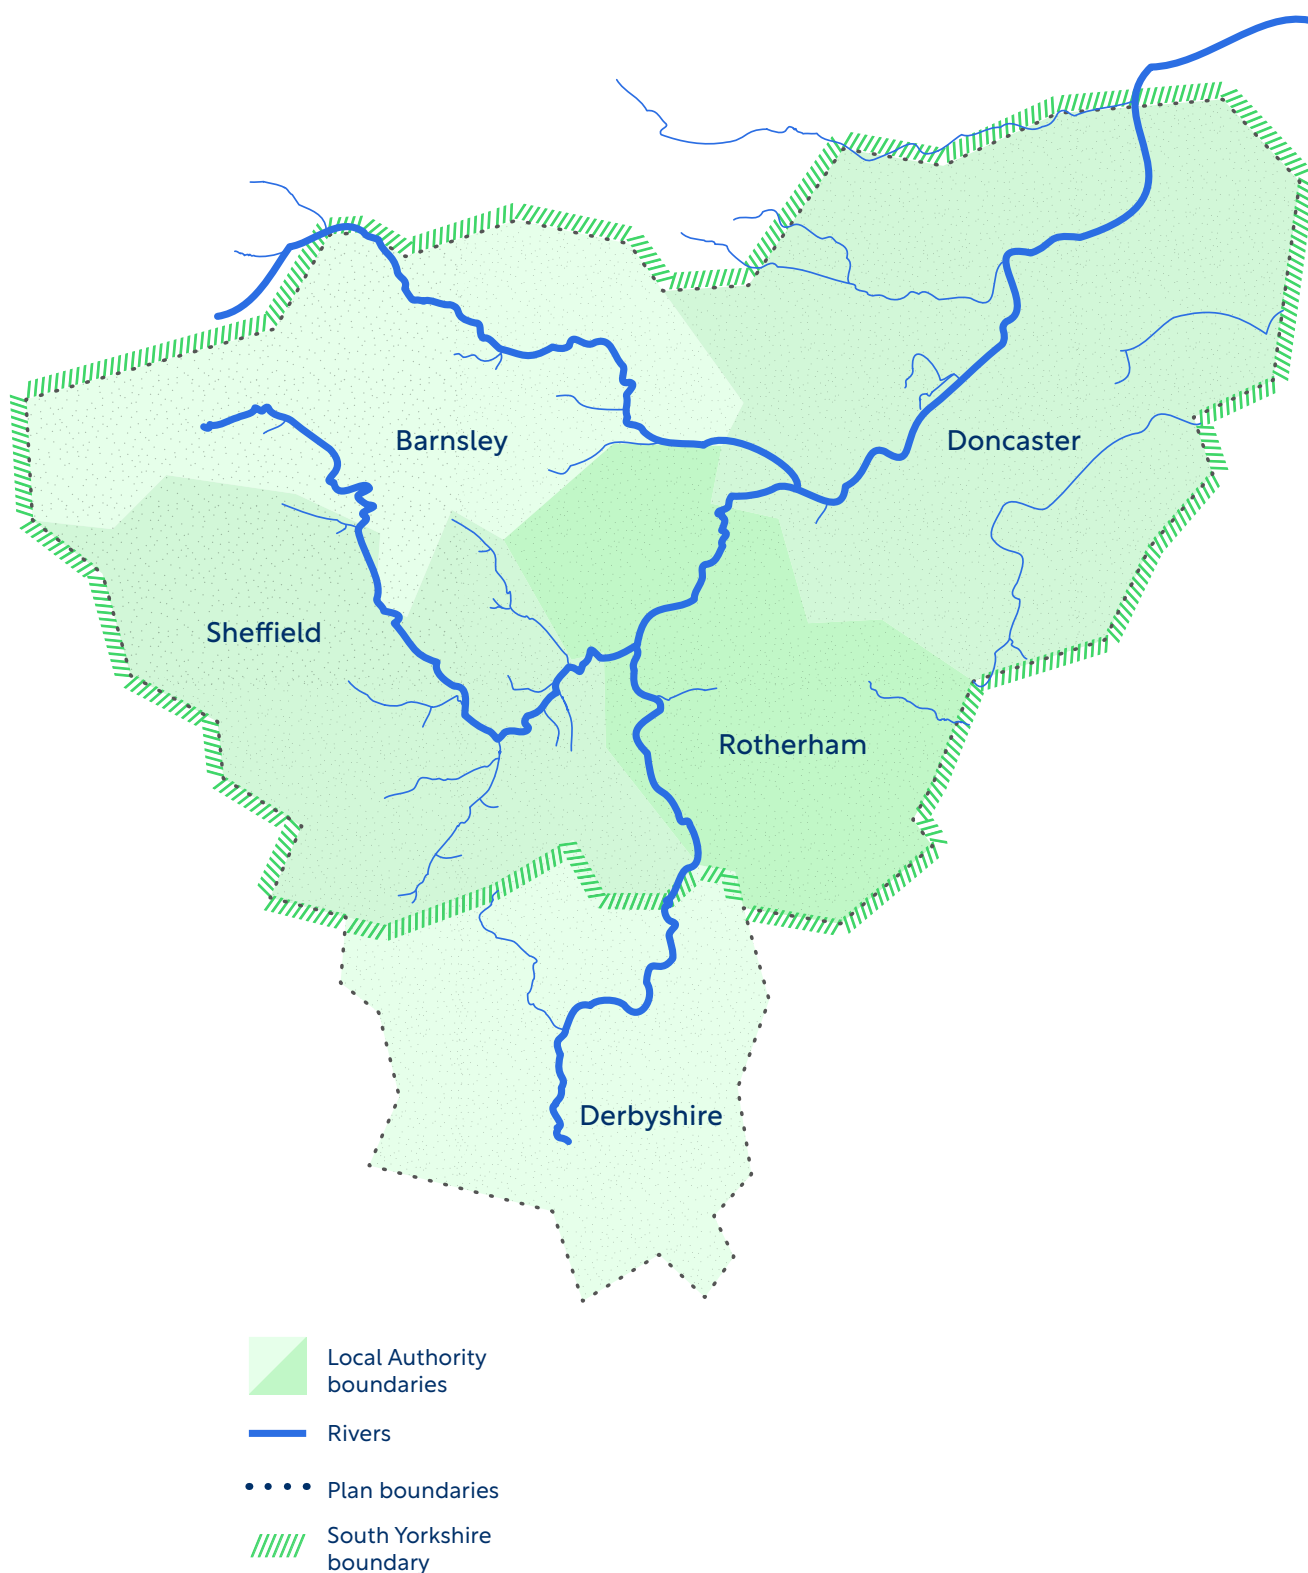 Barnsley
Doncaster
Sheffield
Rotherham
Derbyshire
Local Authority
boundaries
Rivers
Plan boundaries
South Yorkshire
boundary